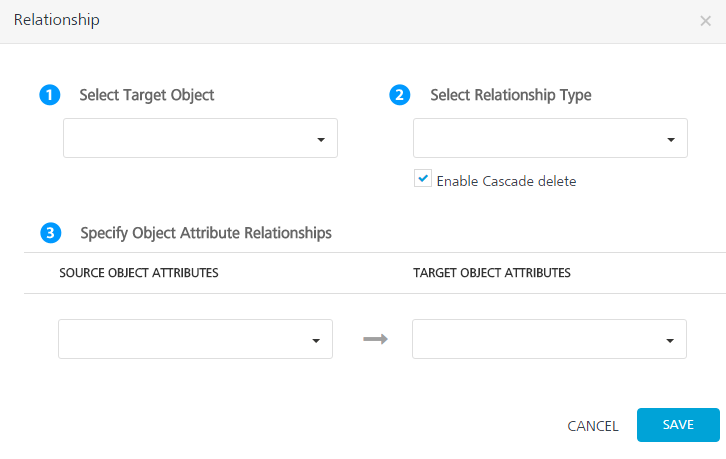 Relationship
1 Select Target Object
2 Select Relationship Type
Enable Cascade delete
3 Specify Object Attribute Relationships
SOURCE OBJECT ATTRIBUTES
TARGET OBJECT ATTRIBUTES
CANCEL
SAVE